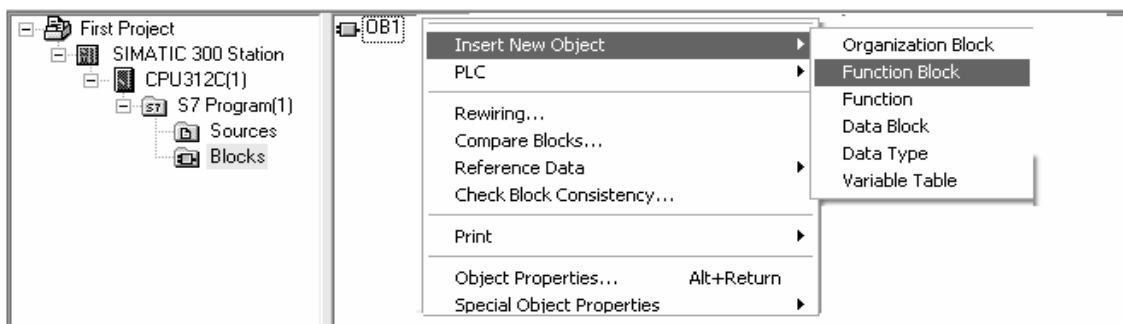 First Project
SIMATIC 300 Station
CPU312C(1)
S7 S7 Program(1)
Sources
Blocks
OB1
Insert New Object
PLC
Rewiring...
Compare Blocks...
Reference Data
Check Block Consistency...
Print
Object Properties... Alt+Return
Special Object Properties
Organization Block
Function Block
Function
Data Block
Data Type
Variable Table